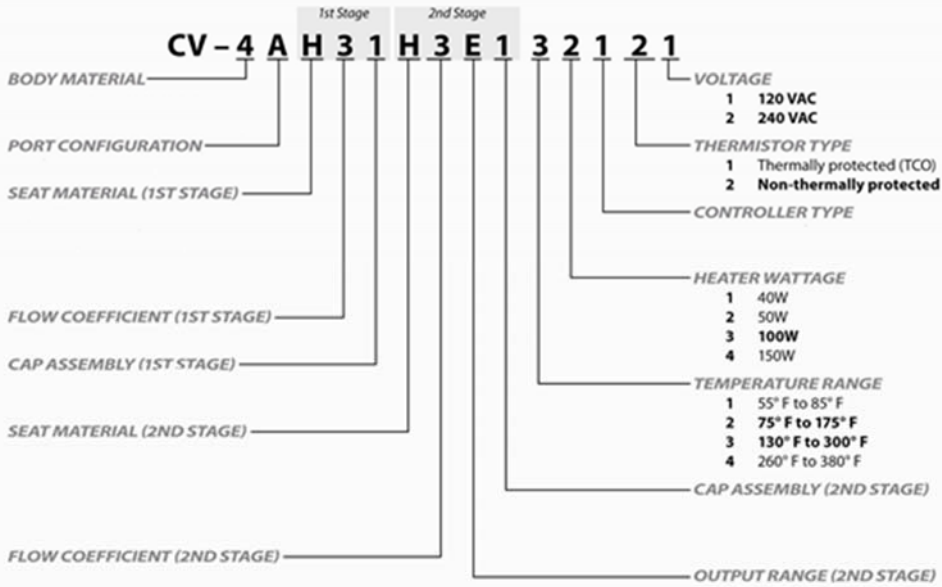 1st Stage 2nd Stage
CV – 4 A H 3 1 H 3 E 1 3 2 1 2 1
BODY MATERIAL
PORT CONFIGURATION
SEAT MATERIAL (1ST STAGE)
FLOW COEFFICIENT (1ST STAGE)
CAP ASSEMBLY (1ST STAGE)
SEAT MATERIAL (2ND STAGE)
FLOW COEFFICIENT (2ND STAGE)
VOLTAGE
1 120 VAC
2 240 VAC
THERMISTOR TYPE
1 Thermally protected (TCO)
2 Non-thermally protected
CONTROLLER TYPE
HEATER WATTAGE
1 40W
2 50W
3 100W
4 150W
TEMPERATURE RANGE
1 55° F to 85° F
2 75° F to 175° F
3 130° F to 300° F
4 260° F to 380° F
CAP ASSEMBLY (2ND STAGE)
OUTPUT RANGE (2ND STAGE)